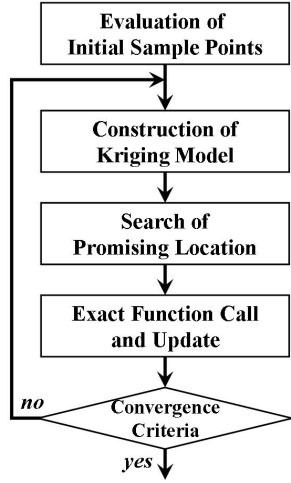 Evaluation of
Initial Sample Points
Construction of
Kriging Model
Search of
Promising Location
Exact Function Call
and Update
no
Convergence
Criteria
yes